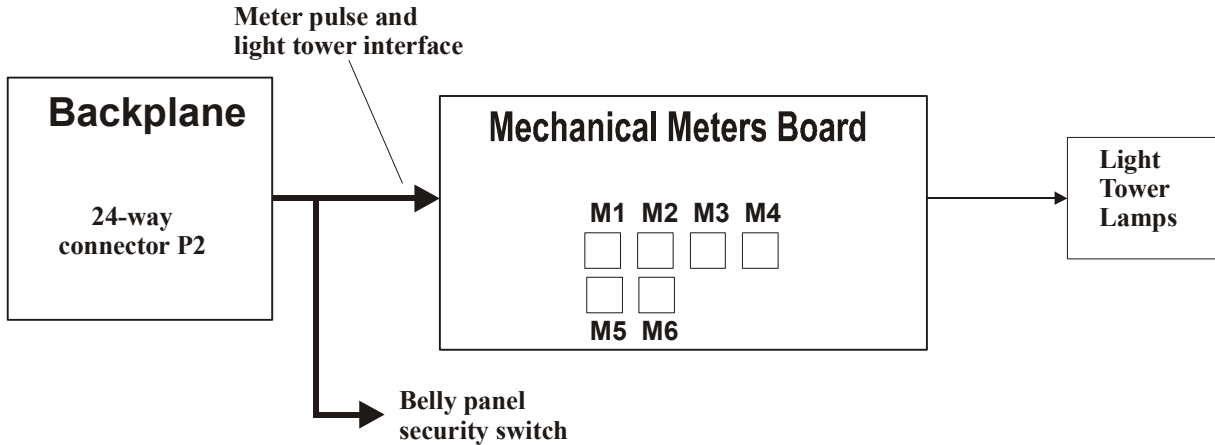 Meter pulse and
light tower interface
Backplane
24-way
connector P2
Mechanical Meters Board
M1 M2 M3 M4
M5 M6
Light
Tower
Lamps
Belly panel
security switch